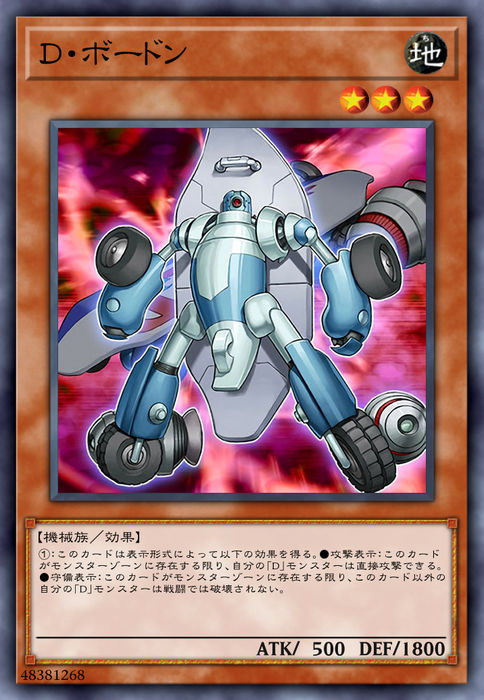 D・ボードン
ち
地
【機械族／効果】
①：このカードは表示形式によって以下の効果を得る。●攻撃表示：このカード
がモンスターゾーンに存在する限り、自分の「D」モンスターは直接攻撃できる。
●守備表示：このカードがモンスターゾーンに存在する限り、このカード以外の
自分の「D」モンスターは戦闘では破壊されない。
ATK/ 500 DEF/1800
48381268